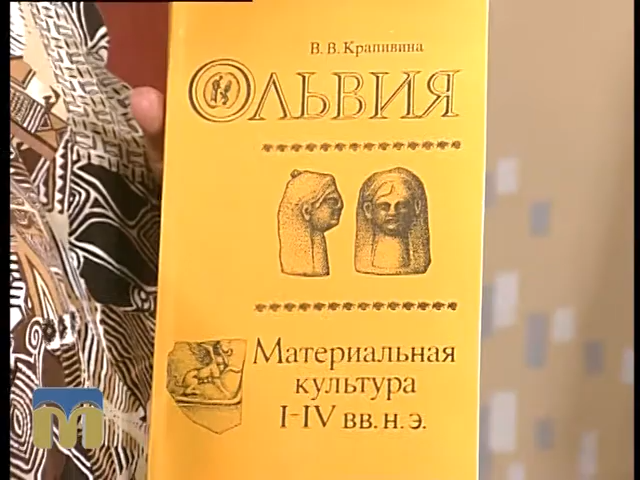 В. В. Крапивина
ОЛЬВИЯ
Материальная
культура
I–IV вв. н. э.